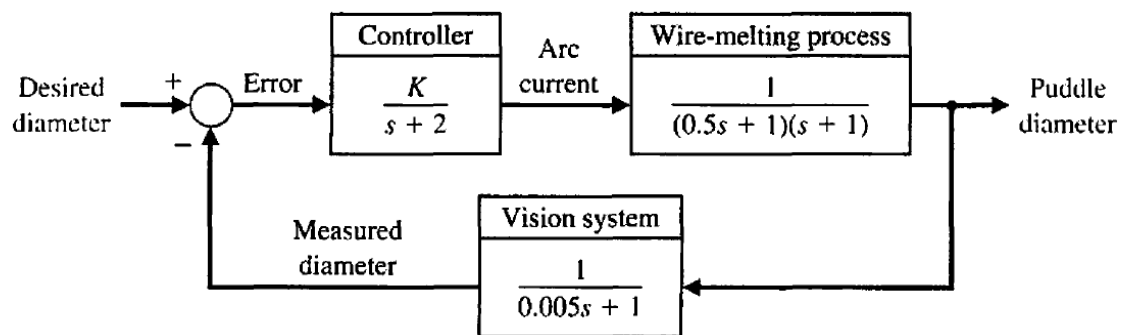 Controller
Wire-melting process
Desired
diameter
+
−
Error
K
s + 2
Arc
current
1
(0.5s + 1)(s + 1)
Puddle
diameter
Vision system
1
0.005s + 1
Measured
diameter